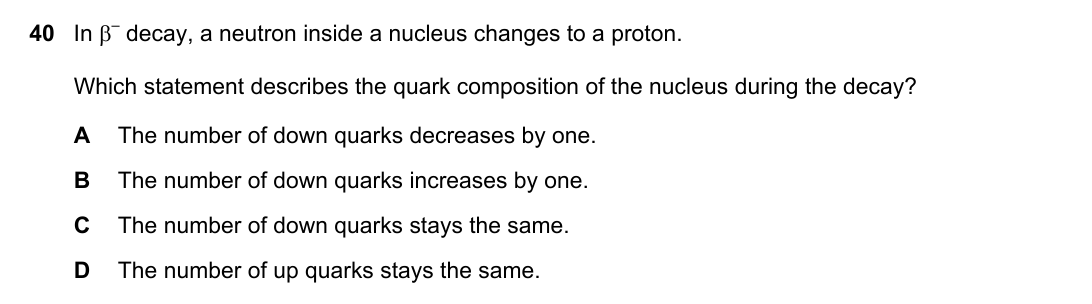 40 In β⁻ decay, a neutron inside a nucleus changes to a proton.
Which statement describes the quark composition of the nucleus during the decay?
A The number of down quarks decreases by one.
B The number of down quarks increases by one.
C The number of down quarks stays the same.
D The number of up quarks stays the same.